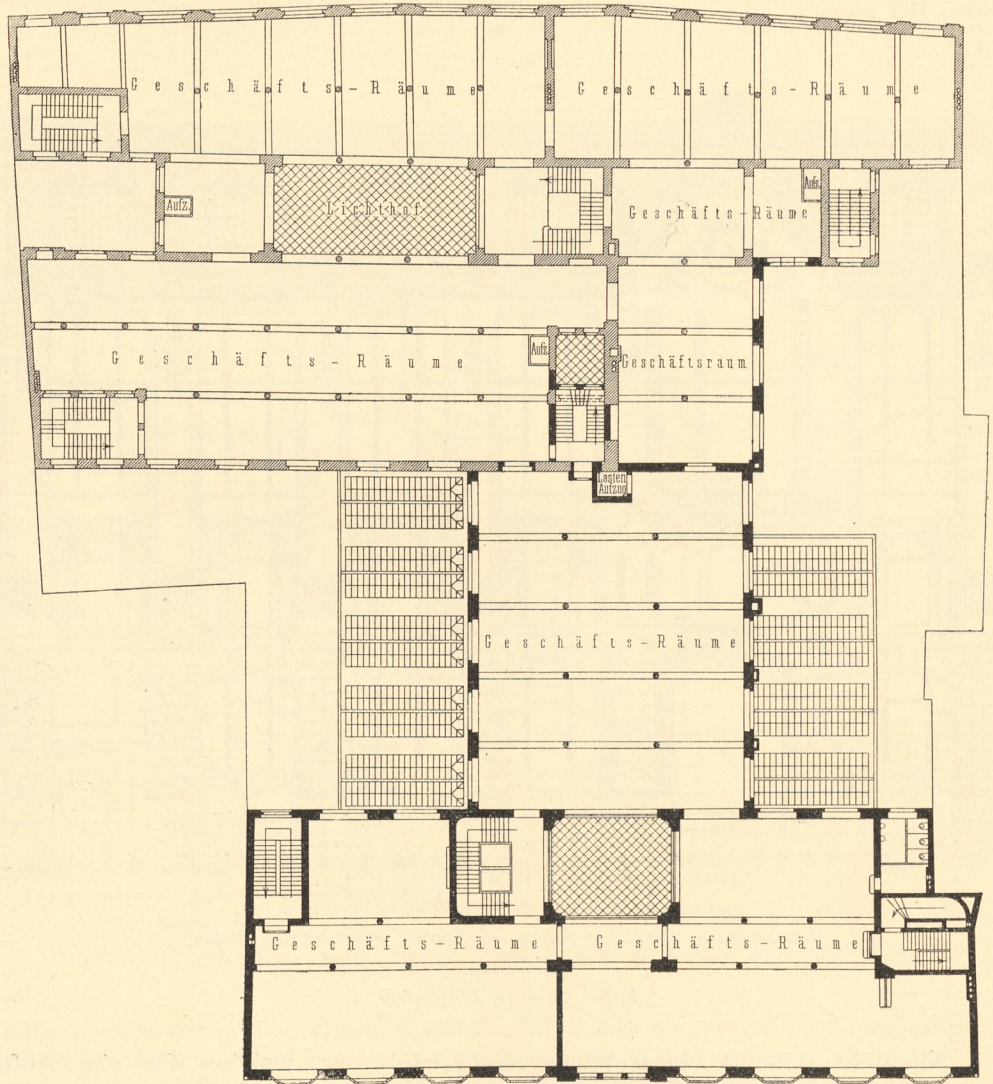 Geschäfts-Räume
Geschäfts-Räume
Aufz.
Lichthof
Aufz.
Geschäfts-Räume
Geschäfts-Räume
Aufz.
Geschäftsraum
Lasten
Aufzug
Geschäfts-Räume
Geschäfts-Räume
Geschäfts-Räume